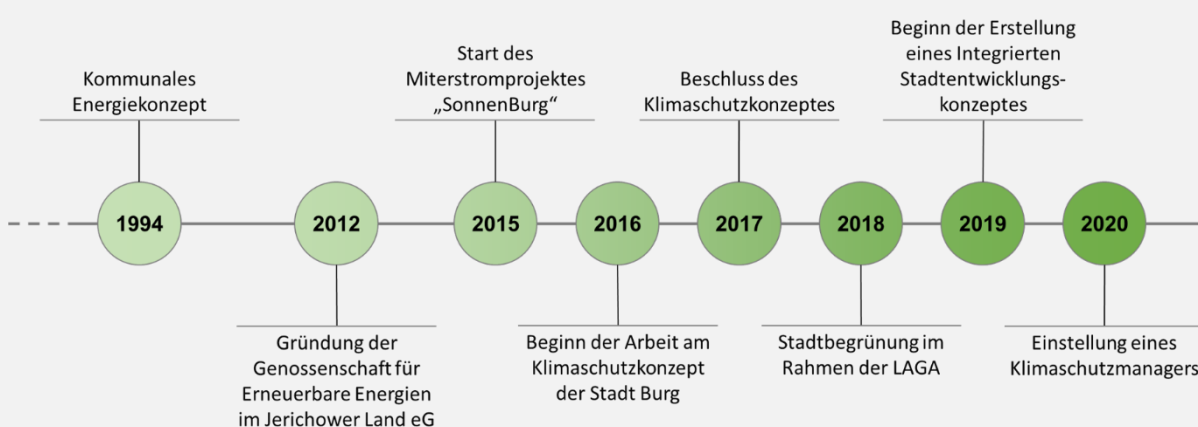 Kommunales
Energiekonzept
1994
Gründung der
Genossenschaft für
Erneuerbare Energien
im Jerichower Land eG
2012
Start des
Miterstromprojektes
„SonnenBurg“
2015
Beginn der Arbeit am
Klimaschutzkonzept
der Stadt Burg
2016
Beschluss des
Klimaschutzkonzeptes
2017
Stadtbegrünung im
Rahmen der LAGA
2018
Beginn der Erstellung
eines Integrierten
Stadtentwicklungs-
konzeptes
2019
Einstellung eines
Klimaschutzmanagers
2020